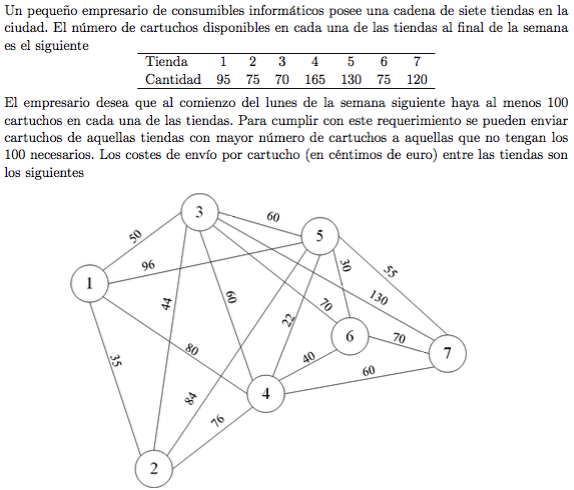 Un pequeño empresario de consumibles informáticos posee una cadena de siete tiendas en la
ciudad. El número de cartuchos disponibles en cada una de las tiendas al final de la semana
es el siguiente
Tienda 1 2 3 4 5 6 7
Cantidad 95 75 70 165 130 75 120
El empresario desea que al comienzo del lunes de la semana siguiente haya al menos 100
cartuchos en cada una de las tiendas. Para cumplir con este requerimiento se pueden enviar
cartuchos de aquellas tiendas con mayor número de cartuchos a aquellas que no tengan los
100 necesarios. Los costes de envío por cartucho (en céntimos de euro) entre las tiendas son
los siguientes
3
60
50
5
96
30
55
1
60
130
44
70
22
6
70
80
7
35
40
60
84
4
76
2